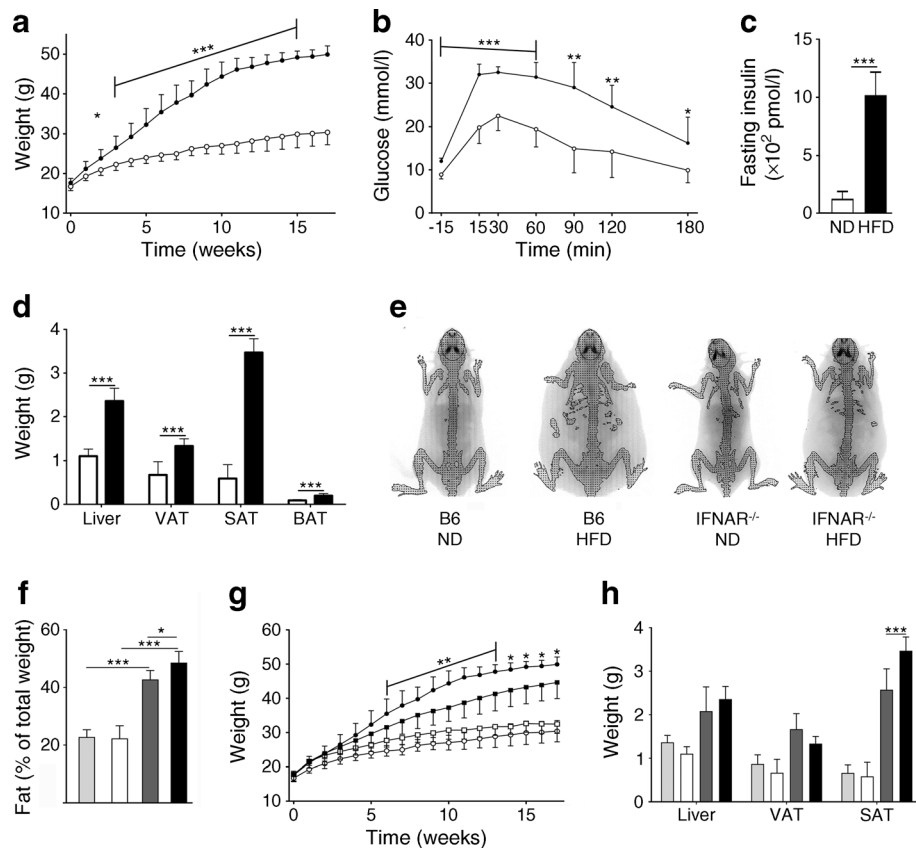 a
Weight (g)
60
50
40
30
20
10
0
5
10
15
Time (weeks)
*
***
b
Glucose (mmol/l)
40
30
20
10
0
-15
15
30
60
90
120
180
Time (min)
***
**
**
*
c
Fasting insulin
(×10² pmol/l)
15
10
5
0
ND HFD
***
d
Weight (g)
4
3
2
1
0
Liver VAT SAT BAT
***
***
***
***
e
B6
ND
B6
HFD
IFNAR-/-
ND
IFNAR-/-
HFD
f
Fat (% of total weight)
60
40
20
***
***
*
g
Weight (g)
60
50
40
30
20
10
0
5
10
15
Time (weeks)
**
* * * *
h
Weight (g)
4
3
2
1
0
Liver VAT SAT
***